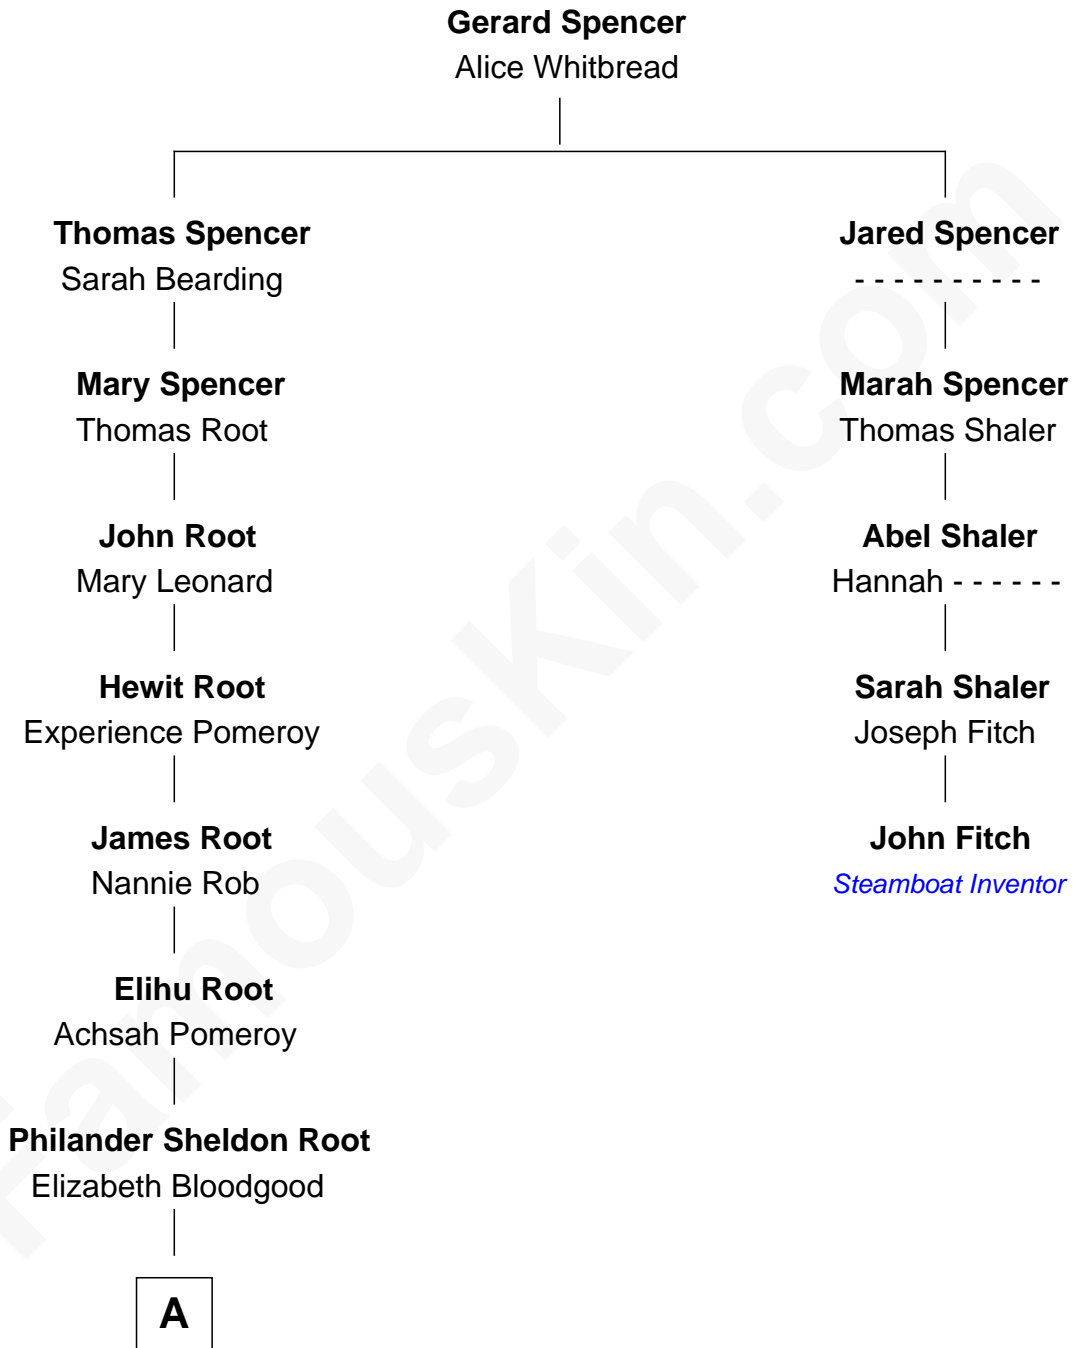 Gerard Spencer
Alice Whitbread
Thomas Spencer
Sarah Bearding
Jared Spencer
- - - - - - - - - -
Mary Spencer
Thomas Root
Marah Spencer
Thomas Shaler
John Root
Mary Leonard
Abel Shaler
Hannah - - - - - -
Hewit Root
Experience Pomeroy
Sarah Shaler
Joseph Fitch
James Root
Nannie Rob
John Fitch
Steamboat Inventor
Elihu Root
Achsah Pomeroy
Philander Sheldon Root
Elizabeth Bloodgood
A
FamousKin.com